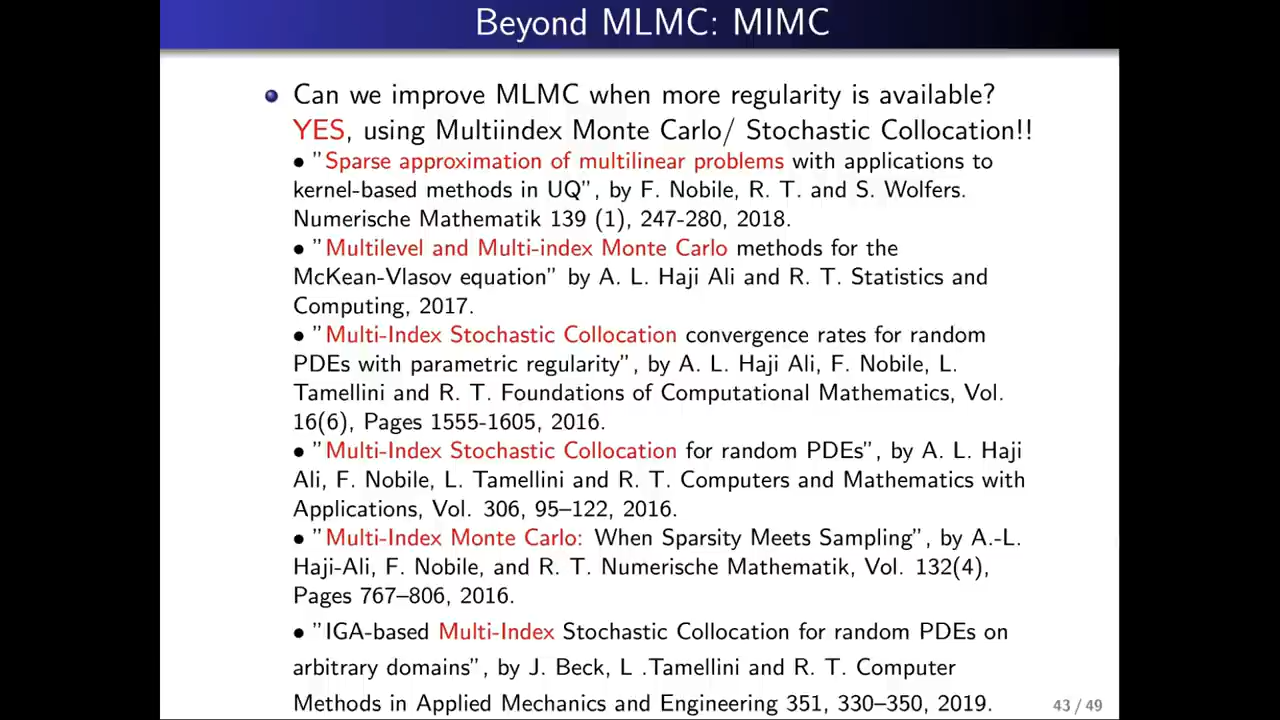 Beyond MLMC: MIMC
Can we improve MLMC when more regularity is available?
YES, using Multiindex Monte Carlo/ Stochastic Collocation!!
• "Sparse approximation of multilinear problems with applications to
kernel-based methods in UQ", by F. Nobile, R. T. and S. Wolfers.
Numerische Mathematik 139 (1), 247-280, 2018.
• "Multilevel and Multi-index Monte Carlo methods for the
McKean-Vlasov equation" by A. L. Haji Ali and R. T. Statistics and
Computing, 2017.
• "Multi-Index Stochastic Collocation convergence rates for random
PDEs with parametric regularity", by A. L. Haji Ali, F. Nobile, L.
Tamellini and R. T. Foundations of Computational Mathematics, Vol.
16(6), Pages 1555-1605, 2016.
• "Multi-Index Stochastic Collocation for random PDEs", by A. L. Haji
Ali, F. Nobile, L. Tamellini and R. T. Computers and Mathematics with
Applications, Vol. 306, 95–122, 2016.
• "Multi-Index Monte Carlo: When Sparsity Meets Sampling", by A.-L.
Haji-Ali, F. Nobile, and R. T. Numerische Mathematik, Vol. 132(4),
Pages 767–806, 2016.
• "IGA-based Multi-Index Stochastic Collocation for random PDEs on
arbitrary domains", by J. Beck, L .Tamellini and R. T. Computer
Methods in Applied Mechanics and Engineering 351, 330–350, 2019.
43 / 49